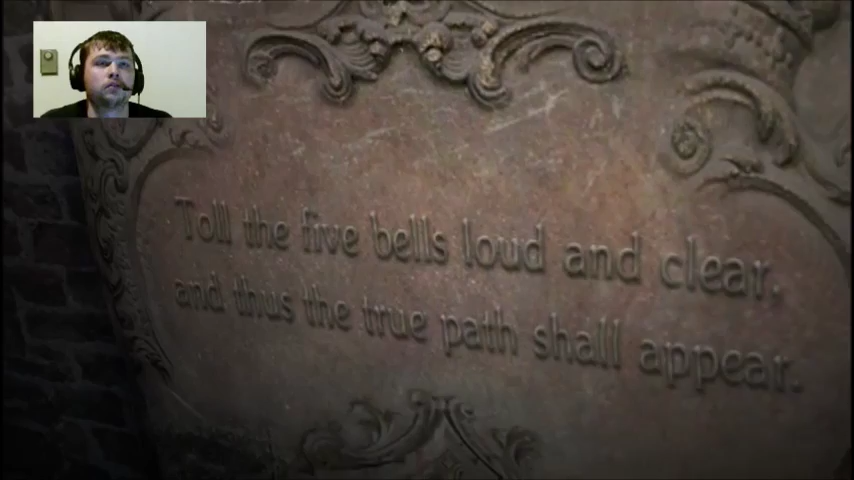 Toll the five bells loud and clear,
and thus the true path shall appear.